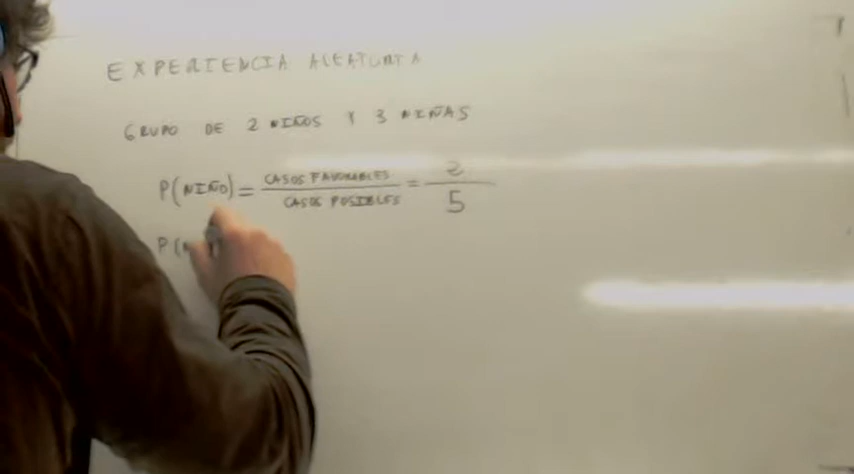 EXPERIENCIA ALEATORIA
GRUPO DE 2 NIÑOS Y 3 NIÑAS
P(NIÑO) = CASOS FAVORABLES / CASOS POSIBLES = 2 / 5
P(N